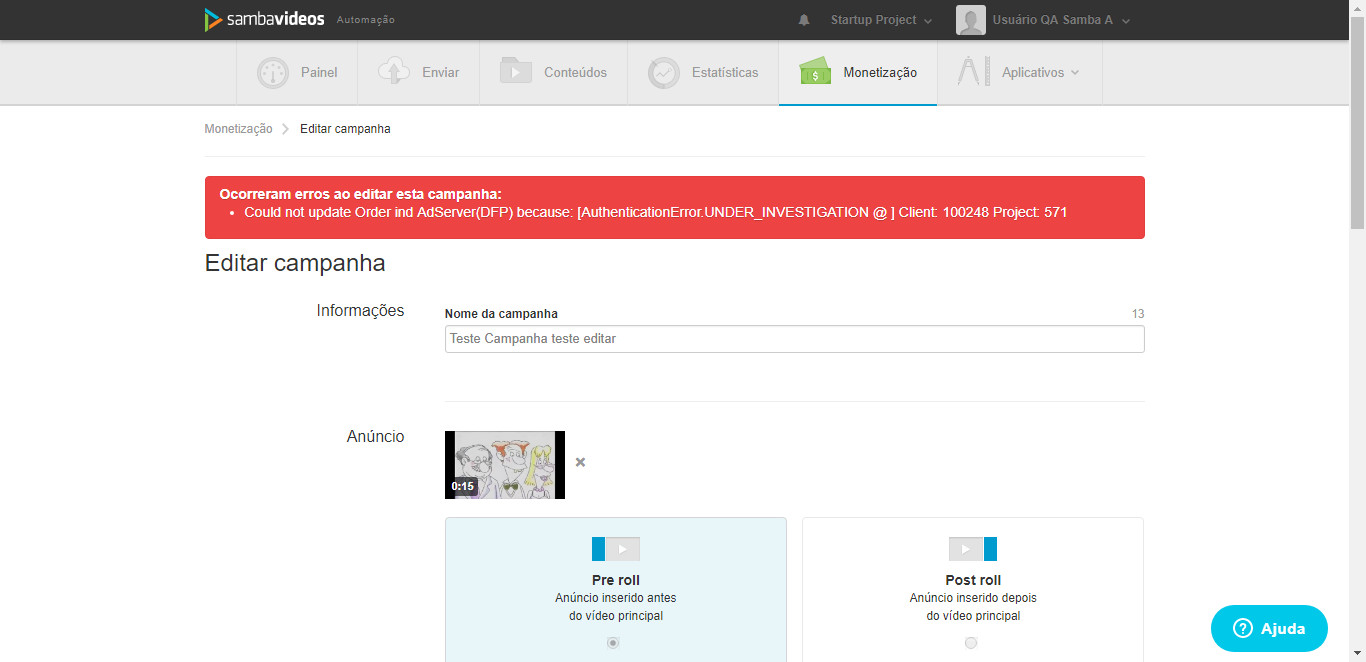 sambavideos Automação Startup Project Usuário QA Samba A
Painel Enviar Conteúdos Estatísticas Monetização Aplicativos
Monetização Editar campanha
Ocorreram erros ao editar esta campanha:
• Could not update Order ind AdServer(DFP) because: [AuthenticationError.UNDER_INVESTIGATION @ ] Client: 100248 Project: 571
Editar campanha
Informações
Nome da campanha 13
Teste Campanha teste editar
Anúncio
0:15
Pre roll
Anúncio inserido antes
do vídeo principal
Post roll
Anúncio inserido depois
do vídeo principal
? Ajuda